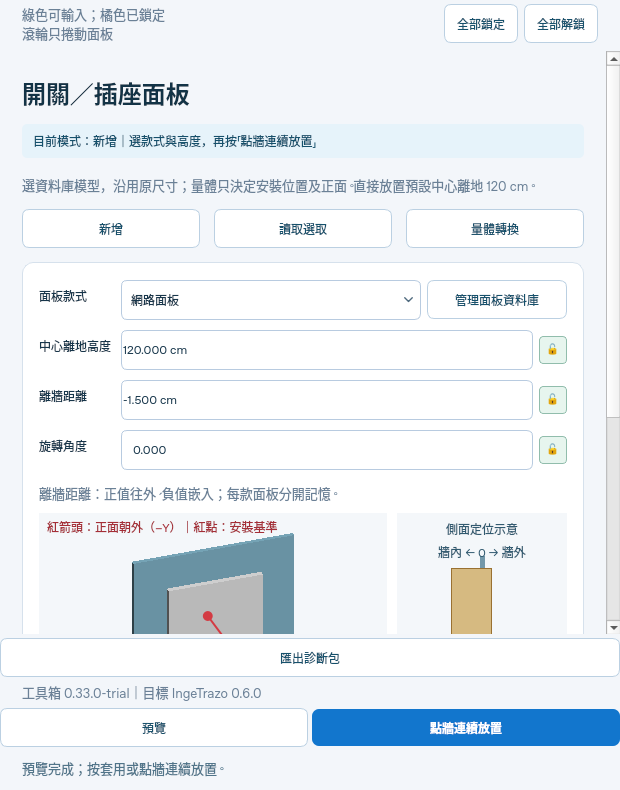 綠色可輸入；橘色已鎖定
滾輪只捲動面板
全部鎖定
全部解鎖
開關／插座面板
目前模式：新增｜選款式與高度，再按「點牆連續放置」
選資料庫模型，沿用原尺寸；量體只決定安裝位置及正面。直接放置預設中心離地 120 cm。
新增
讀取選取
量體轉換
面板款式
網路面板
管理面板資料庫
中心離地高度
120.000 cm
離牆距離
-1.500 cm
旋轉角度
0.000
離牆距離：正值往外、負值嵌入；每款面板分開記憶。
紅箭頭：正面朝外（-Y）｜紅點：安裝基準
側面定位示意
牆內 ← 0 → 牆外
匯出診斷包
工具箱 0.33.0-trial｜目標 IngeTrazo 0.6.0
預覽
點牆連續放置
預覽完成；按套用或點牆連續放置。